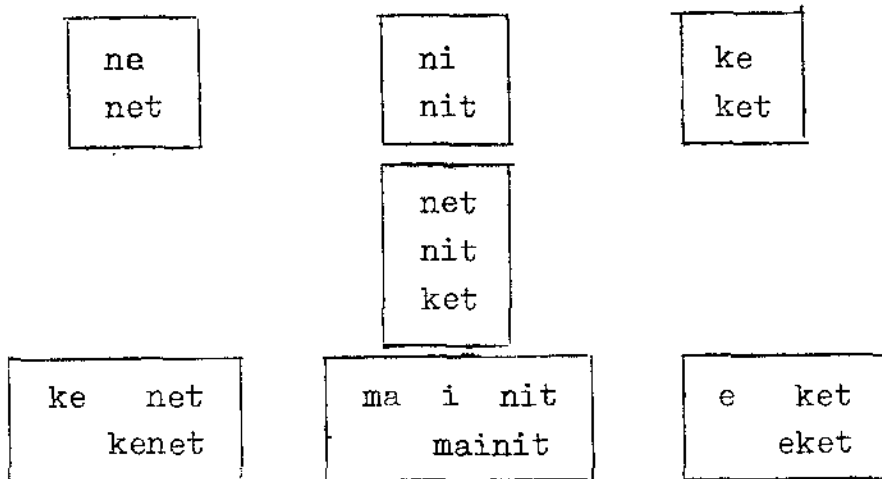 ne
net
ni
nit
ke
ket
net
nit
ket
ke net
kenet
ma i nit
mainit
e ket
eket